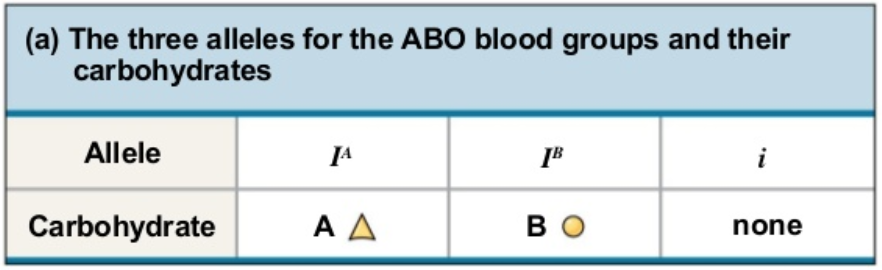 (a) The three alleles for the ABO blood groups and their
carbohydrates
Allele Iᴬ Iᴮ i
Carbohydrate A B none